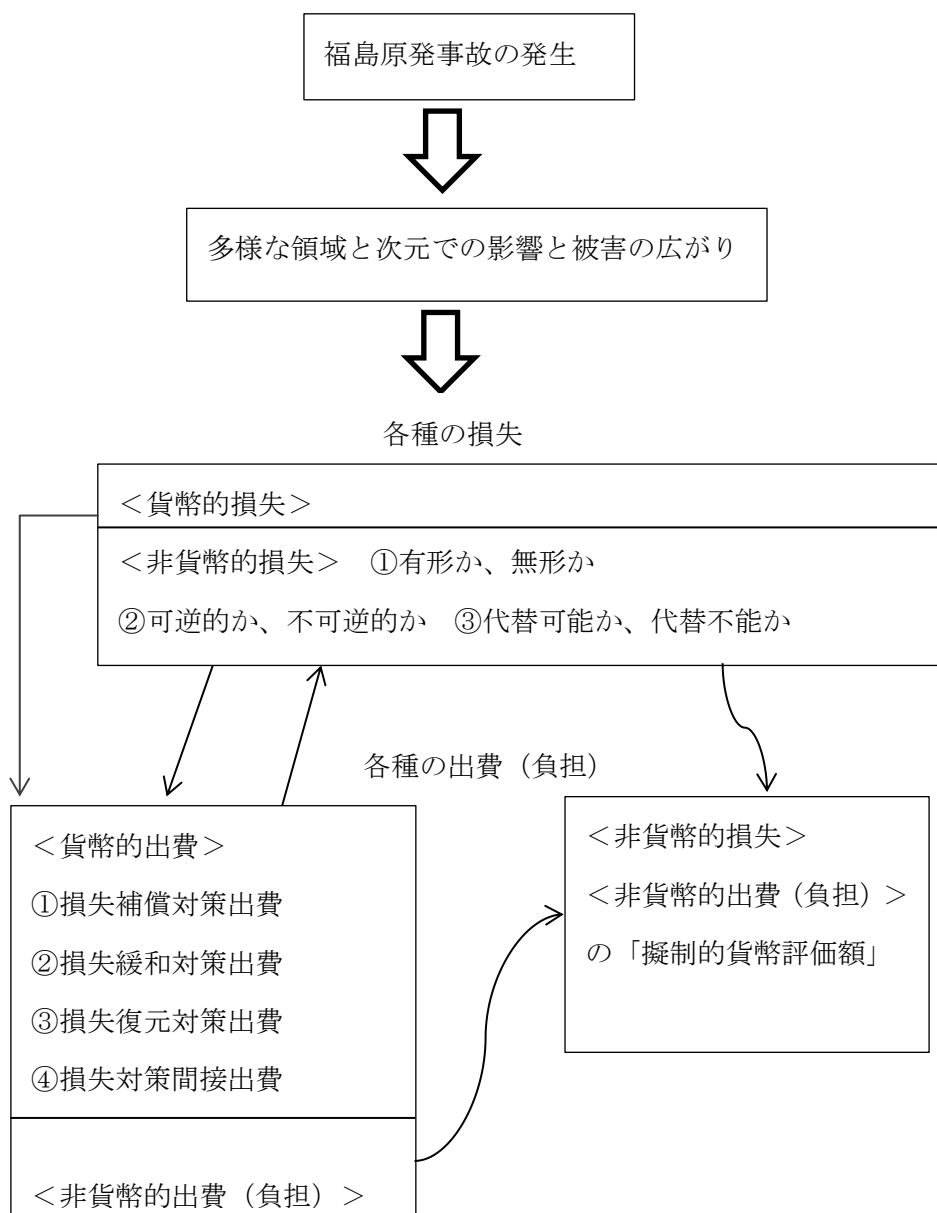 福島原発事故の発生
多様な領域と次元での影響と被害の広がり
各種の損失
＜貨幣的損失＞
＜非貨幣的損失＞　①有形か、無形か
②可逆的か、不可逆的か　③代替可能か、代替不能か
各種の出費（負担）
＜貨幣的出費＞
①損失補償対策出費
②損失緩和対策出費
③損失復元対策出費
④損失対策間接出費
＜非貨幣的出費（負担）＞
＜非貨幣的損失＞
＜非貨幣的出費（負担）＞
の「擬制的貨幣評価額」